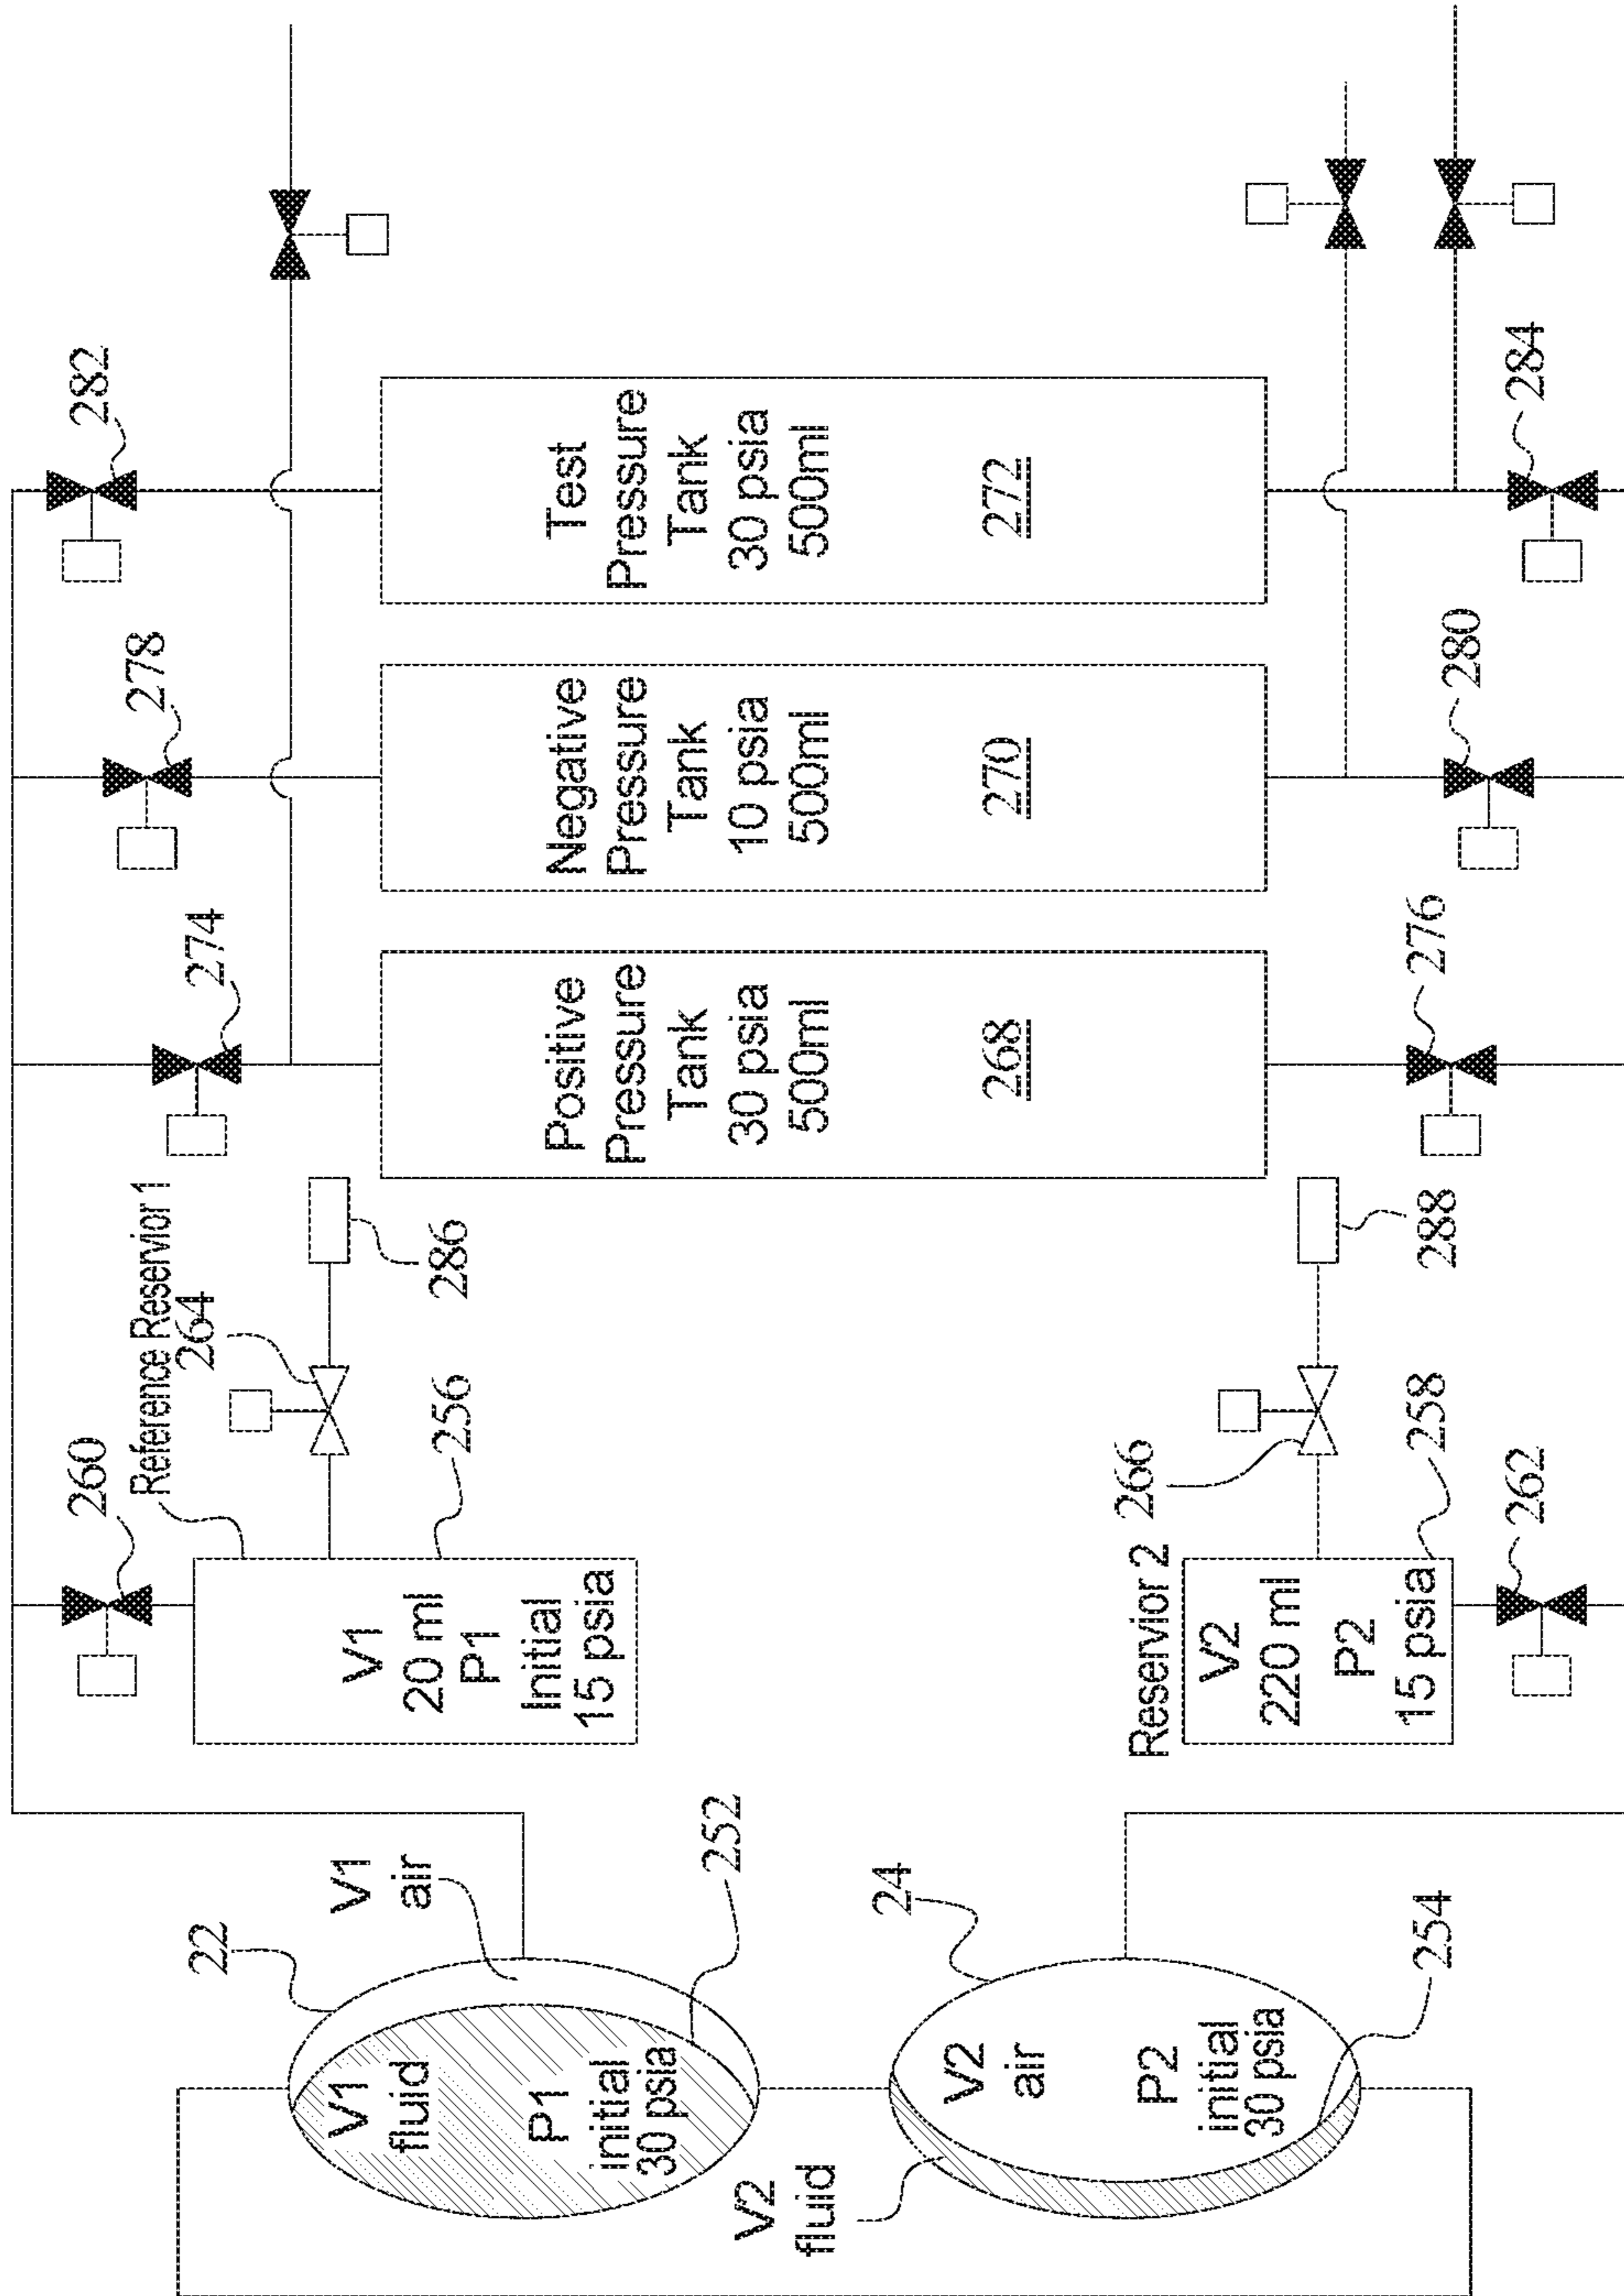 282
278
274
Reference Reservior 1
260
264
286
256
V1
20 ml
P1
Initial
15 psia
Test
Pressure
Tank
30 psia
500ml
272
Negative
Pressure
Tank
10 psia
500ml
270
Positive
Pressure
Tank
30 psia
500ml
268
284
280
276
288
266
258
262
Reservior 2
V2
220 ml
P2
15 psia
22
V1
air
252
V1
fluid
P1
initial
30 psia
24
254
V2
air
P2
initial
30 psia
V2
fluid